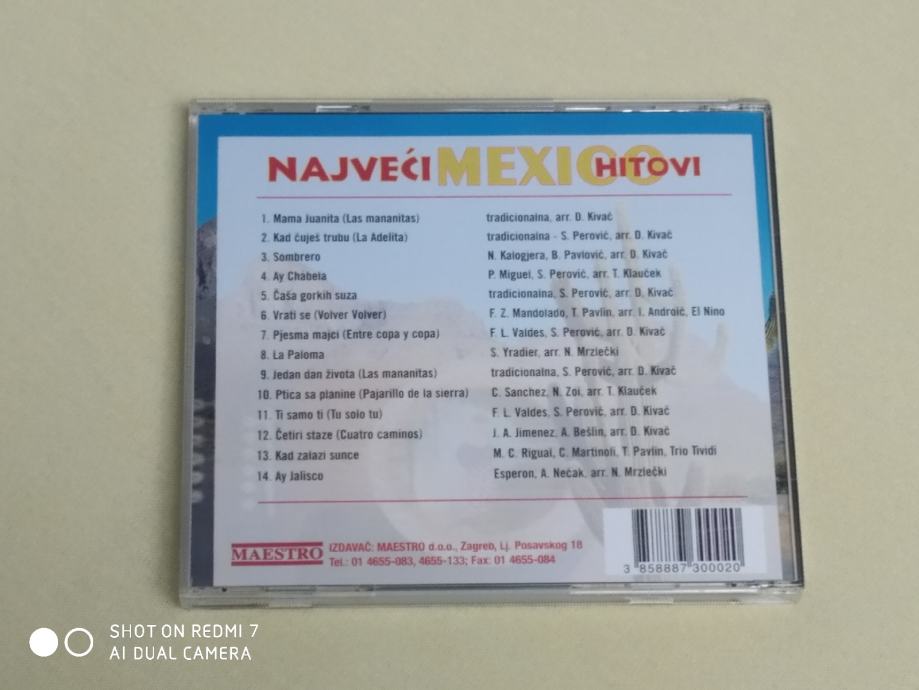 NAJVEĆI MEXICO HITOVI
1. Mama Juanita (Las mananitas) tradicionalna, arr. D. Kivač
2. Kad čuješ trubu (La Adelita) tradicionalna - S. Perović, arr. D. Kivač
3. Sombrero N. Kalogjera, B. Pavlović, arr. D. Kivač
4. Ay Chabela P. Miguel, S. Perović, arr. T. Klauček
5. Čaša gorkih suza tradicionalna, S. Perović, arr. D. Kivač
6. Vrati se (Volver Volver) F. Z. Mandolado, T. Pavlin, arr. I. Androić, El Nino
7. Pjesma majci (Entre copa y copa) F. L. Valdes, S. Perović, arr. D. Kivač
8. La Paloma S. Yradier, arr. N. Mrzlečki
9. Jedan dan života (Las mananitas) tradicionalna, S. Perović, arr. D. Kivač
10. Ptica sa planine (Pajarillo de la sierra) C. Sanchez, N. Zoi, arr. T. Klauček
11. Ti samo ti (Tu solo tu) F. L. Valdes, S. Perović, arr. D. Kivač
12. Četiri staze (Cuatro caminos) J. A. Jimenez, A. Bešlin, arr. D. Kivač
13. Kad zalazi sunce M. C. Rigual, C. Martinoli, T. Pavlin, Trio Tividi
14. Ay Jalisco Esperon, A. Nečak, arr. N. Mrzlečki
MAESTRO IZDAVAČ: MAESTRO d.o.o., Zagreb, Lj. Posavskog 18
Tel.: 01 4655-083, 4655-133; Fax: 01 4655-084
3 858887 300020
SHOT ON REDMI 7
AI DUAL CAMERA